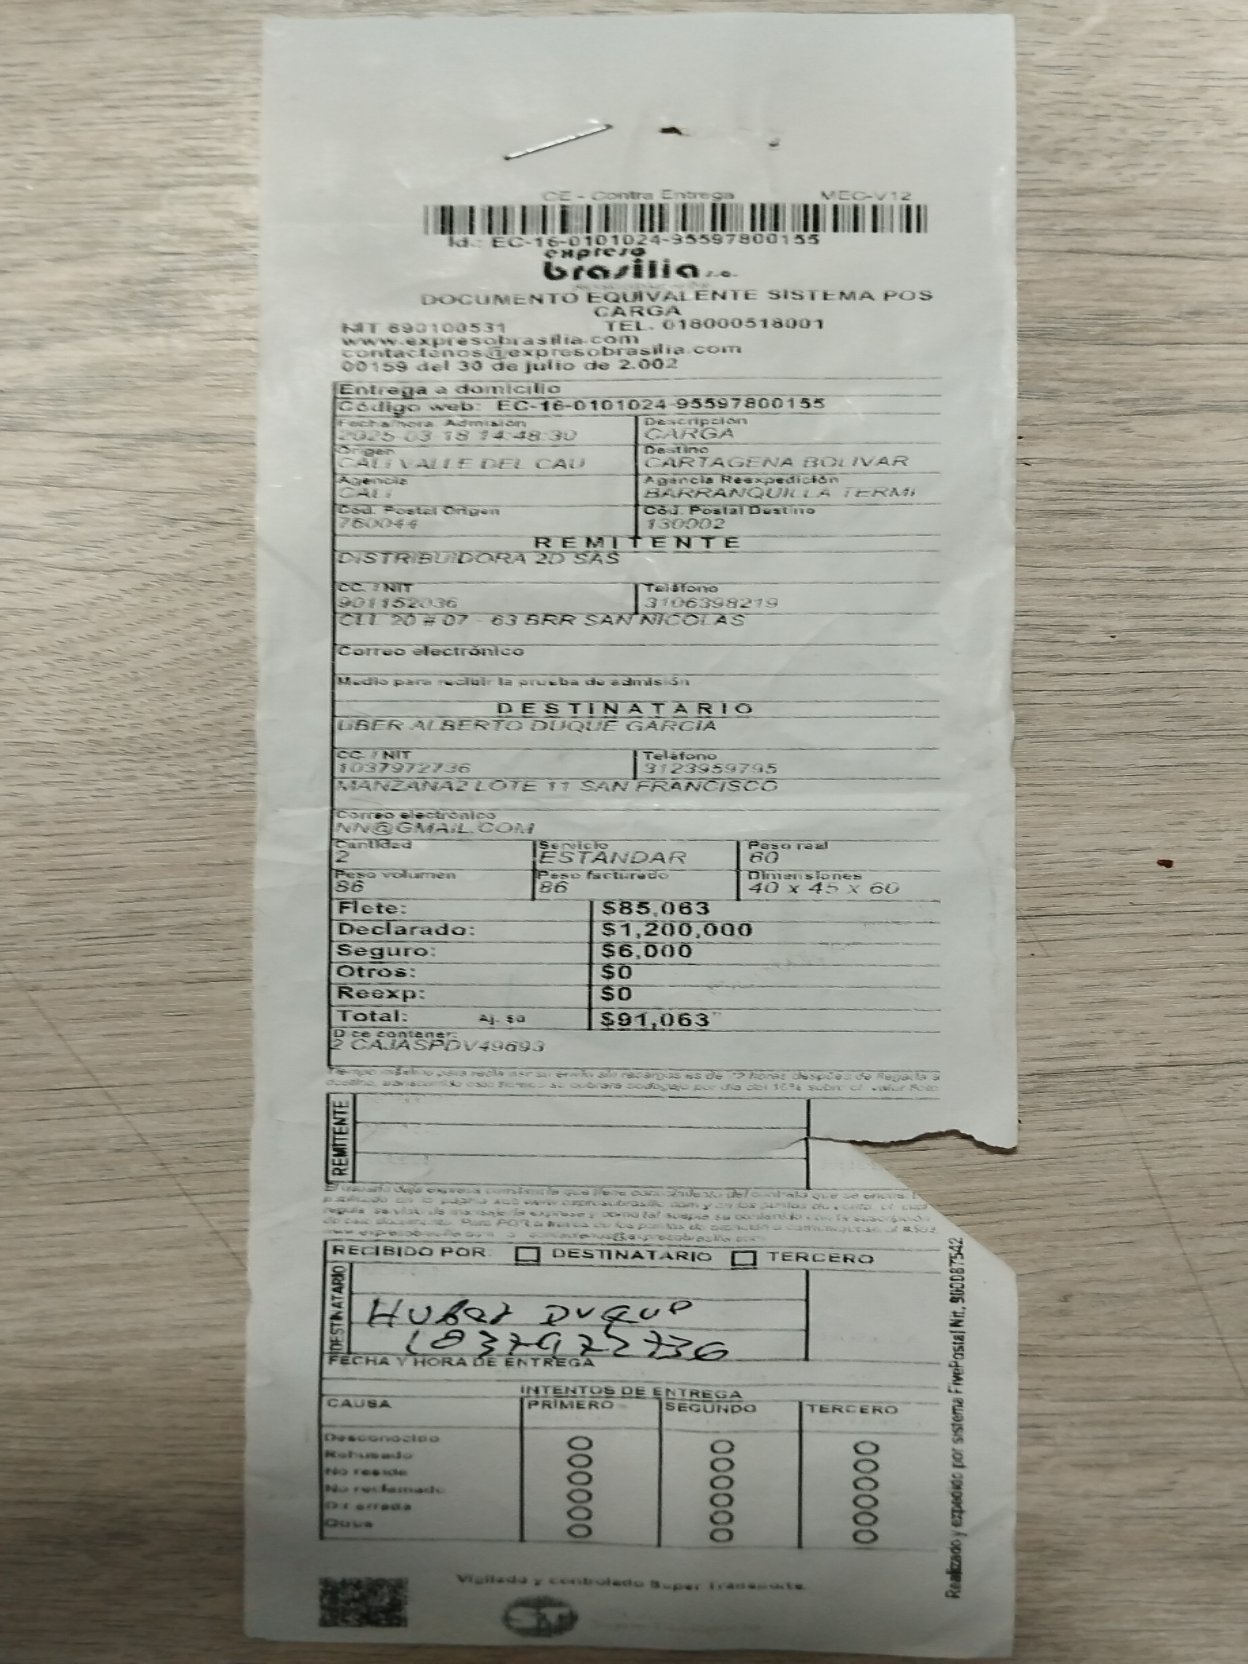 CE - Contra Entrega MEC-V12
Id.: EC-16-0101024-95597800155
expreso
brasilia s.a.
DOCUMENTO EQUIVALENTE SISTEMA POS
CARGA
NIT 890100531 TEL. 018000518001
www.expresobrasilia.com
contactenos@expresobrasilia.com
00159 del 30 de julio de 2.002
Entrega a domicilio
Código web: EC-16-0101024-95597800155
Fecha/hora Admisión Descripción
2025-03-18 14:48:30 CARGA
Origen Destino
CALI VALLE DEL CAU CARTAGENA BOLIVAR
Agencia Agencia Reexpedición
CALI BARRANQUILLA TERMI
Cód. Postal Origen Cód. Postal Destino
760044 130002
REMITENTE
DISTRIBUIDORA 2D SAS
CC. / NIT Teléfono
901152036 3106398219
CLL 20 # 07 - 63 BRR SAN NICOLAS
Correo electrónico
Medio para recibir la prueba de admisión
DESTINATARIO
UBER ALBERTO DUQUE GARCIA
CC. / NIT Teléfono
1037972736 3123959795
MANZANA2 LOTE 11 SAN FRANCISCO
Correo electrónico
NN@GMAIL.COM
Cantidad Servicio Peso real
2 ESTANDAR 60
Peso volumen Peso facturado Dimensiones
86 86 40 x 45 x 60
Flete: $85,063
Declarado: $1,200,000
Seguro: $6,000
Otros: $0
Reexp: $0
Total: Aj. $0 $91,063
Dice contener:
2 CAJASPDV49693
REMITENTE
RECIBIDO POR: DESTINATARIO TERCERO
DESTINATARIO
1037972736
FECHA Y HORA DE ENTREGA
INTENTOS DE ENTREGA
CAUSA PRIMERO SEGUNDO TERCERO
Desconocido
Rehusado
No reside
No reclamado
Dir errada
Otros
Vigilado y controlado Super Transporte.
Realizado y expedido por sistema FivePostal Nit. 900087542